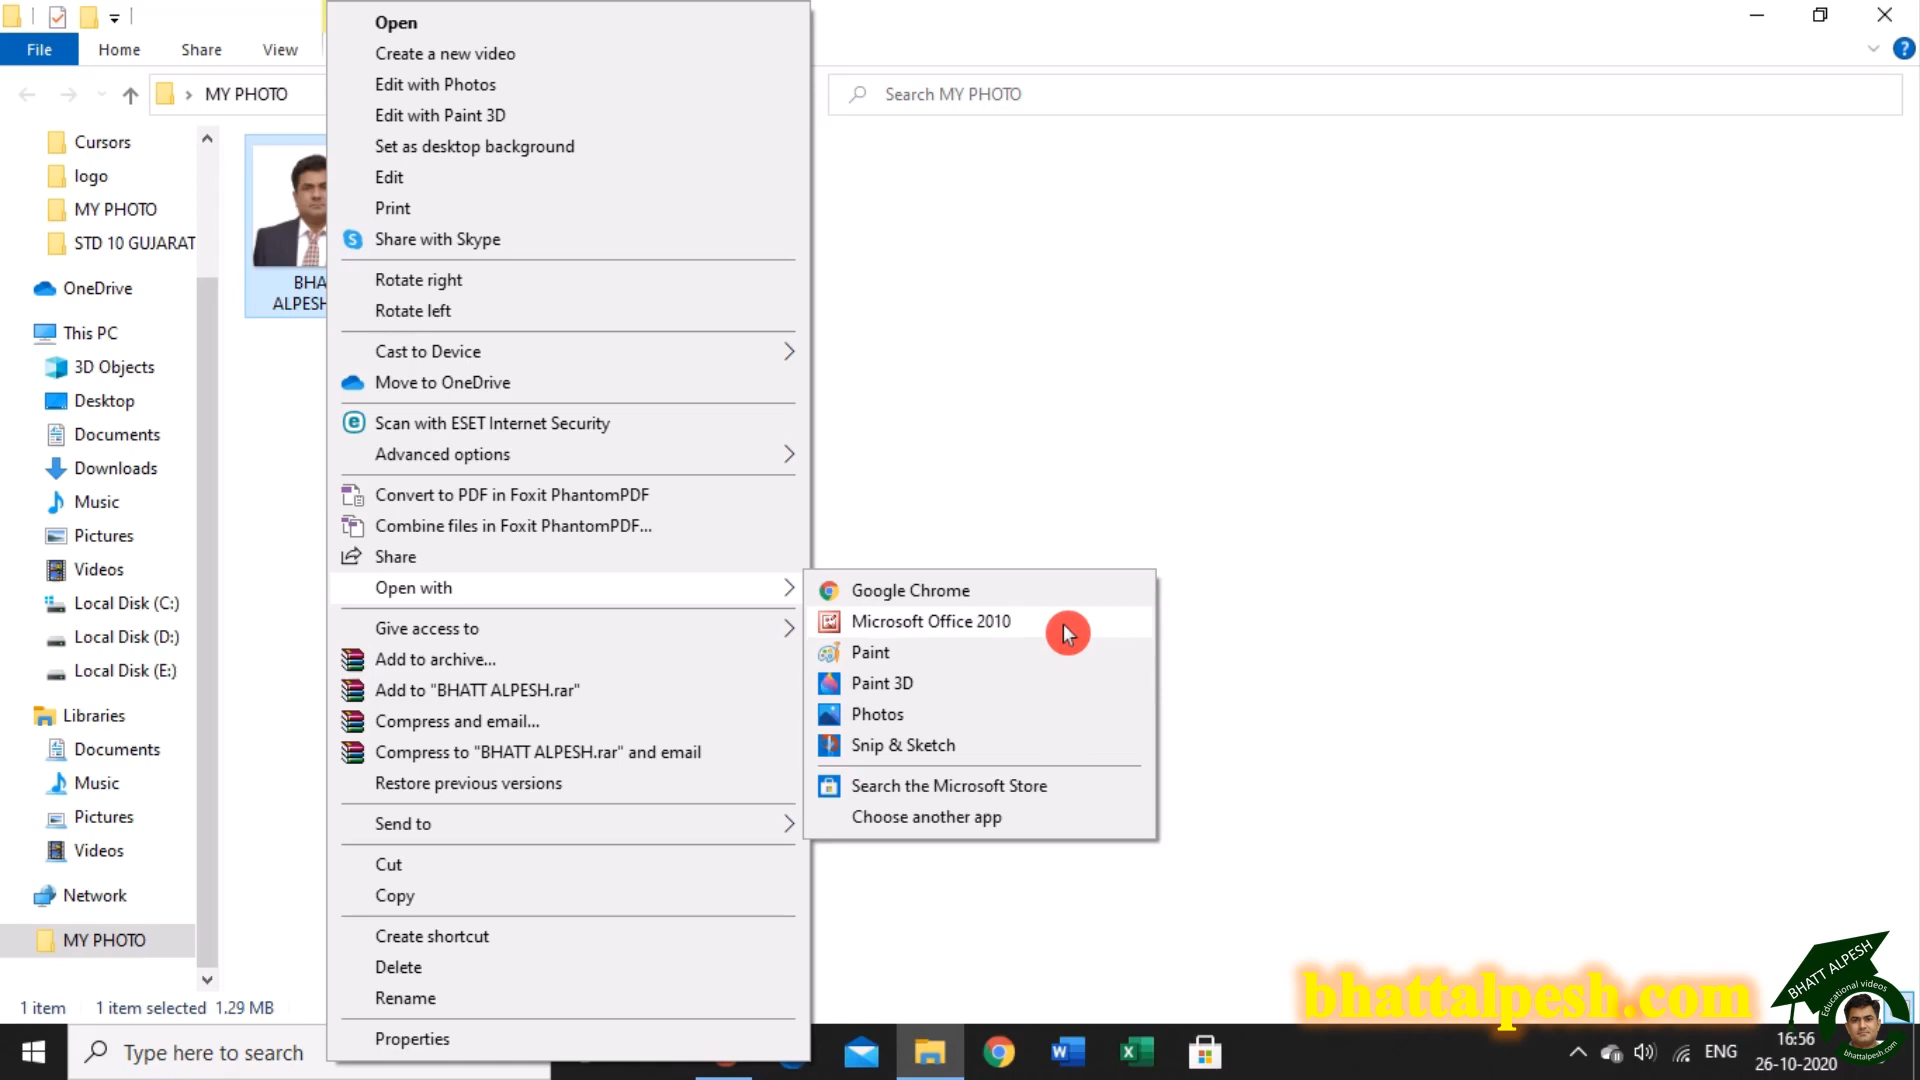 File
Home
Share
View
MY PHOTO
Search MY PHOTO
Cursors
logo
MY PHOTO
STD 10 GUJARAT
OneDrive
This PC
3D Objects
Desktop
Documents
Downloads
Music
Pictures
Videos
Local Disk (C:)
Local Disk (D:)
Local Disk (E:)
Libraries
Documents
Music
Pictures
Videos
Network
MY PHOTO
1 item
1 item selected
1.29 MB
BHA
ALPESH
Open
Create a new video
Edit with Photos
Edit with Paint 3D
Set as desktop background
Edit
Print
Share with Skype
Rotate right
Rotate left
Cast to Device
Move to OneDrive
Scan with ESET Internet Security
Advanced options
Convert to PDF in Foxit PhantomPDF
Combine files in Foxit PhantomPDF...
Share
Open with
Give access to
Add to archive...
Add to "BHATT ALPESH.rar"
Compress and email...
Compress to "BHATT ALPESH.rar" and email
Restore previous versions
Send to
Cut
Copy
Create shortcut
Delete
Rename
Properties
Google Chrome
Microsoft Office 2010
Paint
Paint 3D
Photos
Snip & Sketch
Search the Microsoft Store
Choose another app
bhattalpesh.com
BHATT ALPESH
Educational videos
bhattalpesh.com
Type here to search
ENG
16:56
26-10-2020